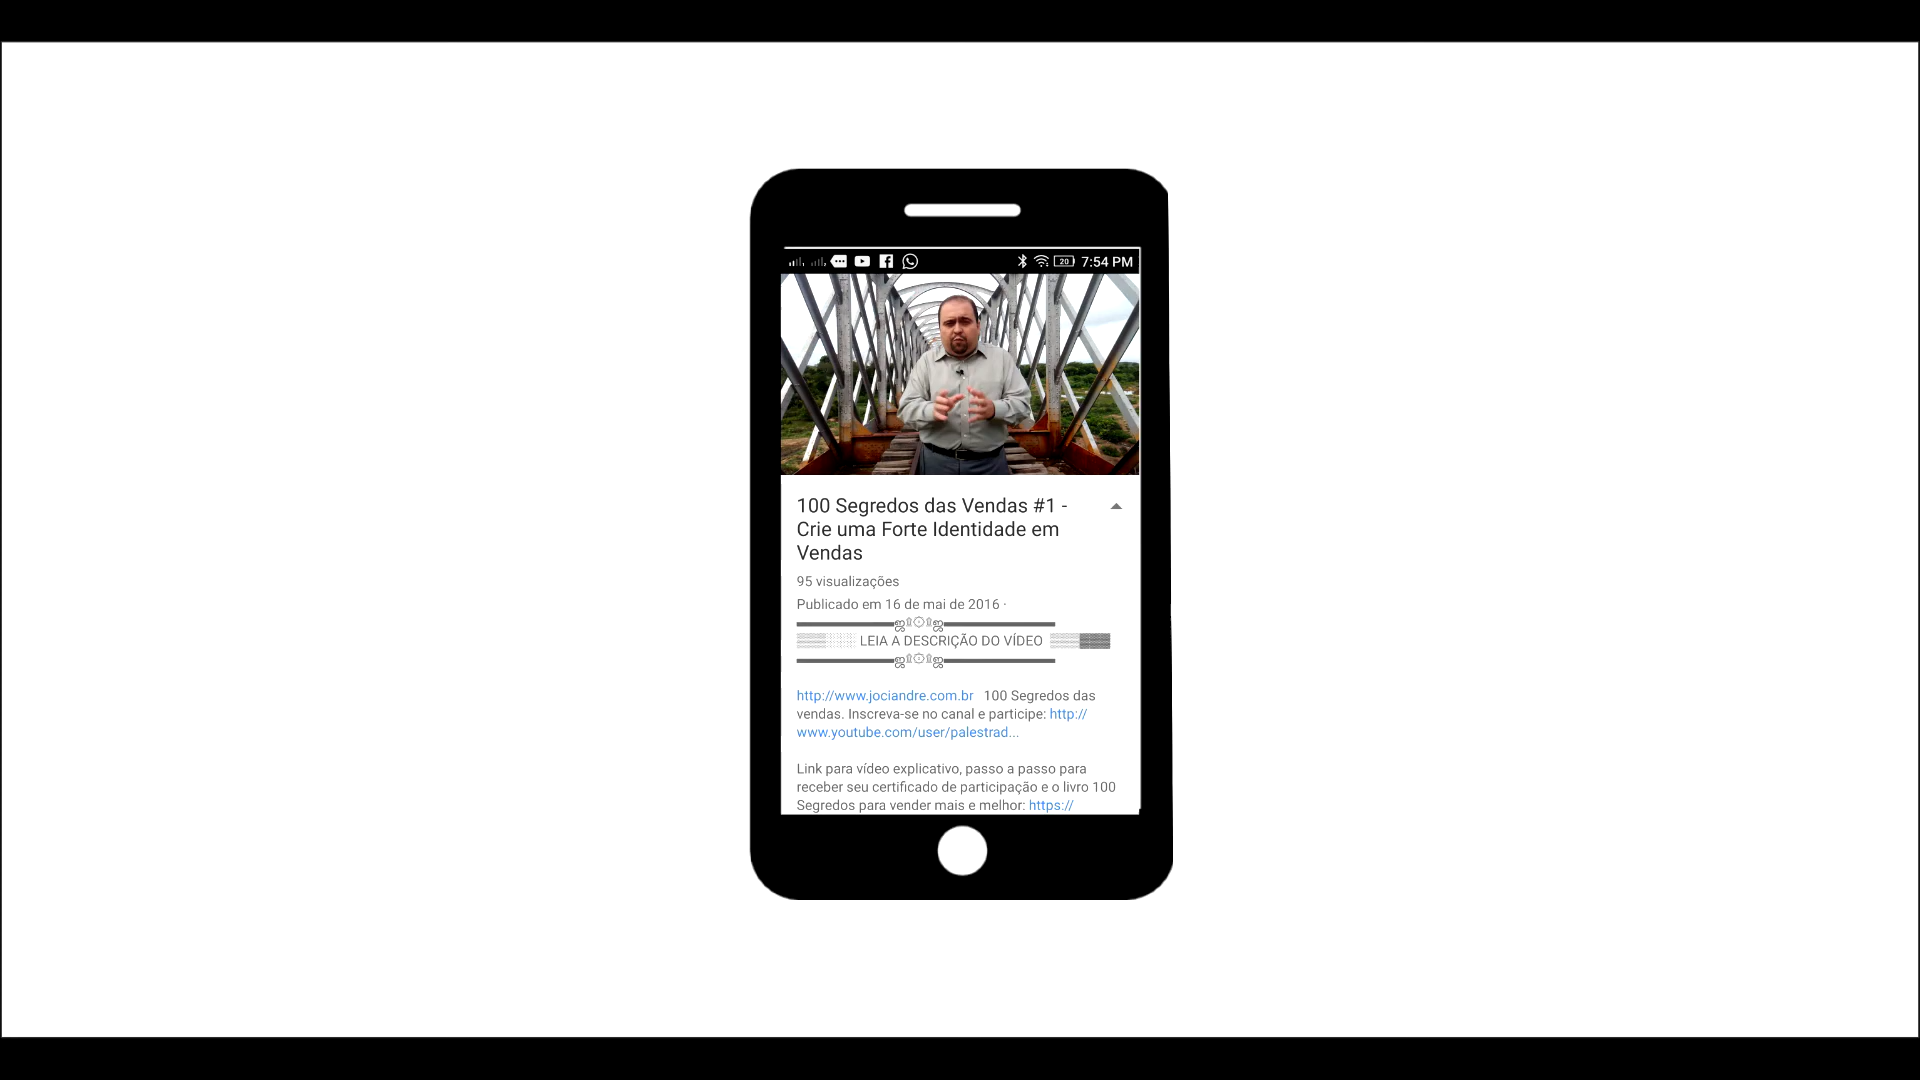 20 7:54 PM
100 Segredos das Vendas #1 -
Crie uma Forte Identidade em
Vendas
95 visualizações
Publicado em 16 de mai de 2016 ·
▬▬▬▬▬▬▬ஜ۩۞۩ஜ▬▬▬▬▬▬▬▬
▒▒▒░░░ LEIA A DESCRIÇÃO DO VÍDEO ▒▒▒▓▓▓
▬▬▬▬▬▬▬ஜ۩۞۩ஜ▬▬▬▬▬▬▬▬
http://www.jociandre.com.br 100 Segredos das
vendas. Inscreva-se no canal e participe: http://
www.youtube.com/user/palestrad...
Link para vídeo explicativo, passo a passo para
receber seu certificado de participação e o livro 100
Segredos para vender mais e melhor: https://